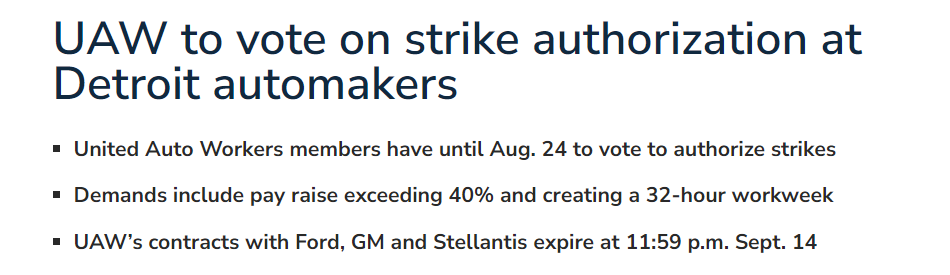 UAW to vote on strike authorization at
Detroit automakers
▪ United Auto Workers members have until Aug. 24 to vote to authorize strikes
▪ Demands include pay raise exceeding 40% and creating a 32-hour workweek
▪ UAW’s contracts with Ford, GM and Stellantis expire at 11:59 p.m. Sept. 14